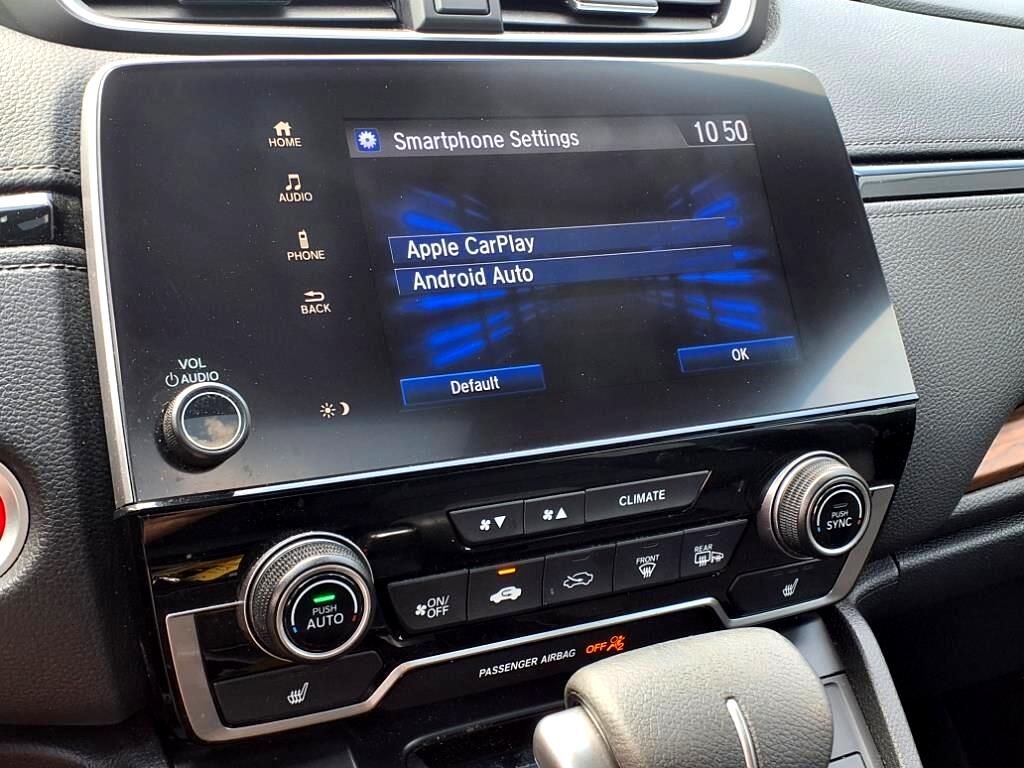 HOME
Smartphone Settings
10 50
AUDIO
PHONE
Apple CarPlay
Android Auto
BACK
VOL
AUDIO
Default
OK
CLIMATE
PUSH
SYNC
ON/
OFF
FRONT
REAR
PUSH
AUTO
PASSENGER AIRBAG
OFF
2